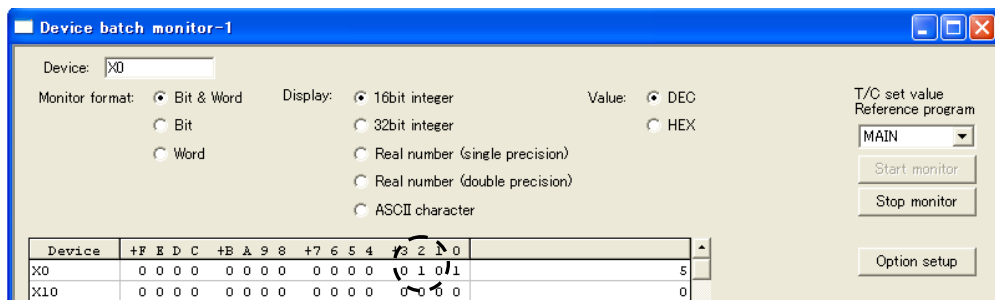 Device batch monitor-1
Device: X0
Monitor format: Bit & Word Display: 16bit integer Value: DEC T/C set value
Reference program
Bit 32bit integer HEX
MAIN
Word Real number (single precision)
Start monitor
Real number (double precision)
Stop monitor
ASCII character
Device +F E D C +B A 9 8 +7 6 5 4 +3 2 1 0
Option setup
X0 0 0 0 0 0 0 0 0 0 0 0 0 0 1 0 1 5
X10 0 0 0 0 0 0 0 0 0 0 0 0 0 0 0 0 0